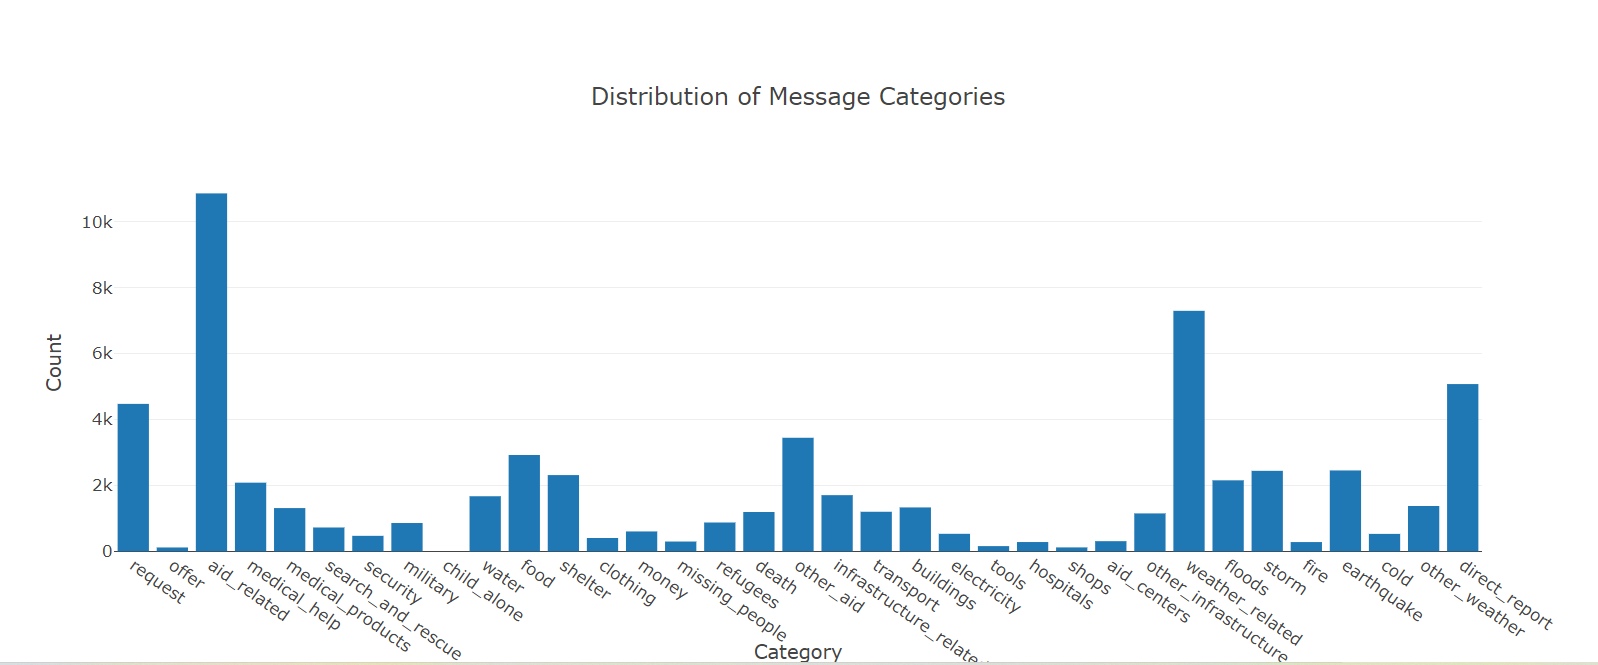 Distribution of Message Categories
10k
8k
6k
4k
2k
0
Count
request
offer
aid_related
medical_help
medical_products
search_and_rescue
security
military
child_alone
water
food
shelter
clothing
money
missing_people
refugees
death
other_aid
infrastructure_related
transport
buildings
electricity
tools
hospitals
shops
aid_centers
other_infrastructure
weather_related
floods
storm
fire
earthquake
cold
other_weather
direct_report
Category